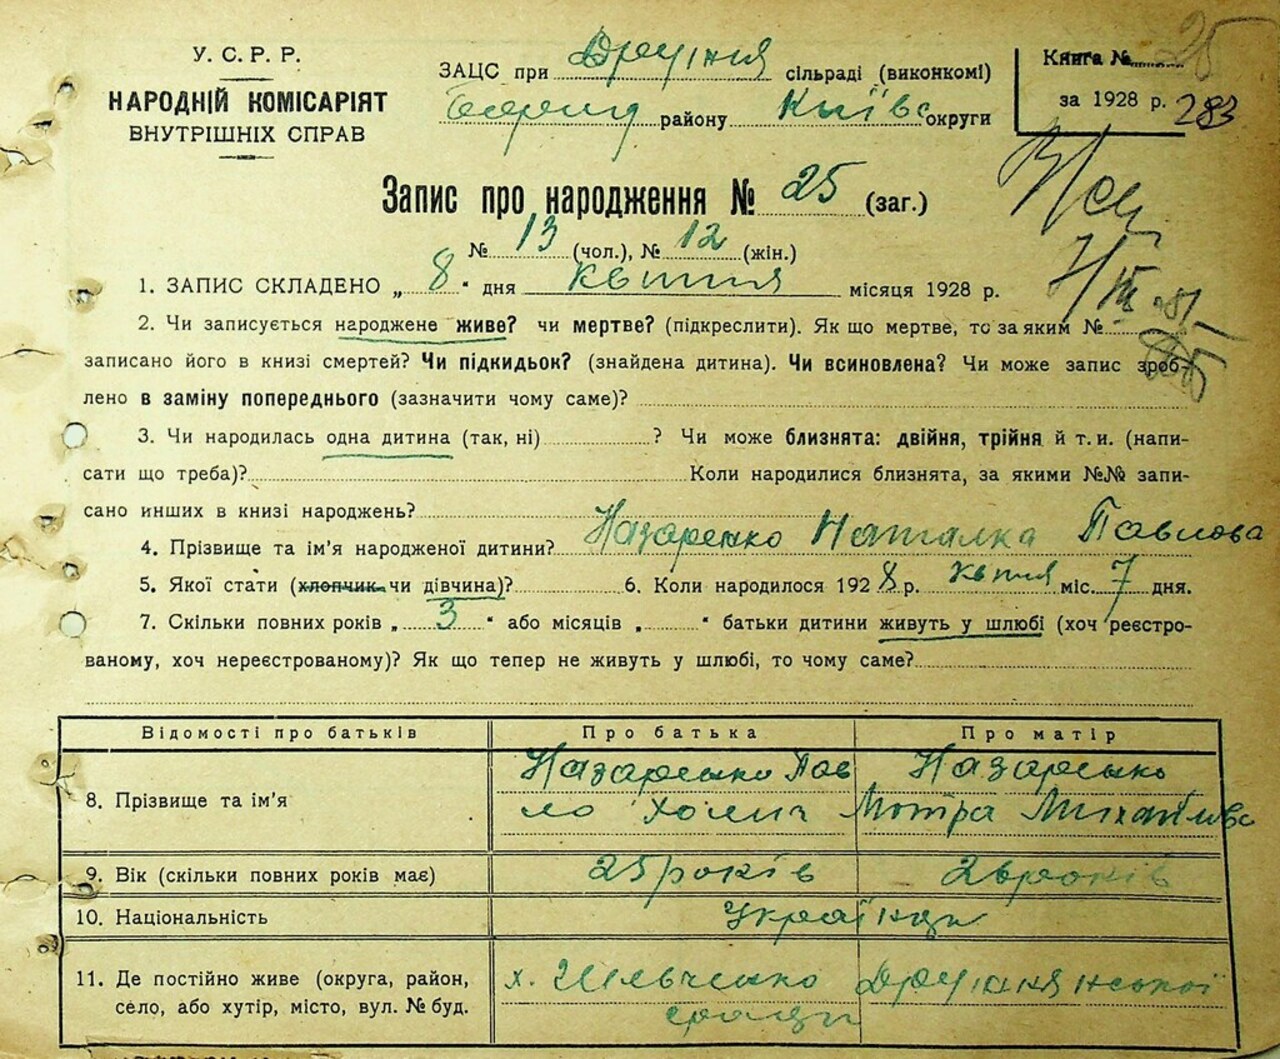 У. С. Р. Р.
НАРОДНІЙ КОМІСАРІЯТ
ВНУТРІШНІХ СПРАВ
ЗАЦС при сільраді (виконкомі)
району Київс округи
Книга № 25
за 1928 р. 283
Запис про народження № 25 (заг.)
№ 13 (чол.), № 12 (жін.)
1. ЗАПИС СКЛАДЕНО „ 8 " дня квітня місяця 1928 р.
2. Чи записується народжене живе? чи мертве? (підкреслити). Як що мертве, то за яким №
записано його в книзі смертей? Чи підкидьок? (знайдена дитина). Чи всиновлена? Чи може запис зроб-
лено в заміну попереднього (зазначити чому саме)?
3. Чи народилась одна дитина (так, ні) ? Чи може близнята: двійня, трійня й т. и. (напи-
сати що треба)? Коли народилися близнята, за якими №№ запи-
сано инших в книзі народжень?
4. Прізвище та ім'я народженої дитини? Назаренко Наталка Павлова
5. Якої стати (хлопчик чи дівчина)? 6. Коли народилося 1928 р. квітня міс. 7 дня.
7. Скільки повних років „ 3 " або місяців „ " батьки дитини живуть у шлюбі (хоч реєстро-
ваному, хоч нереєстрованому)? Як що тепер не живуть у шлюбі, то чому саме?
Відомості про батьків Про батька Про матір
8. Прізвище та ім'я Назаренко Пав Назаренко
ло Мотря Михайлова
9. Вік (скільки повних років має) 25 років років
10. Національність Українці
11. Де постійно живе (округа, район,
село, або хутір, місто, вул. № буд.
х.